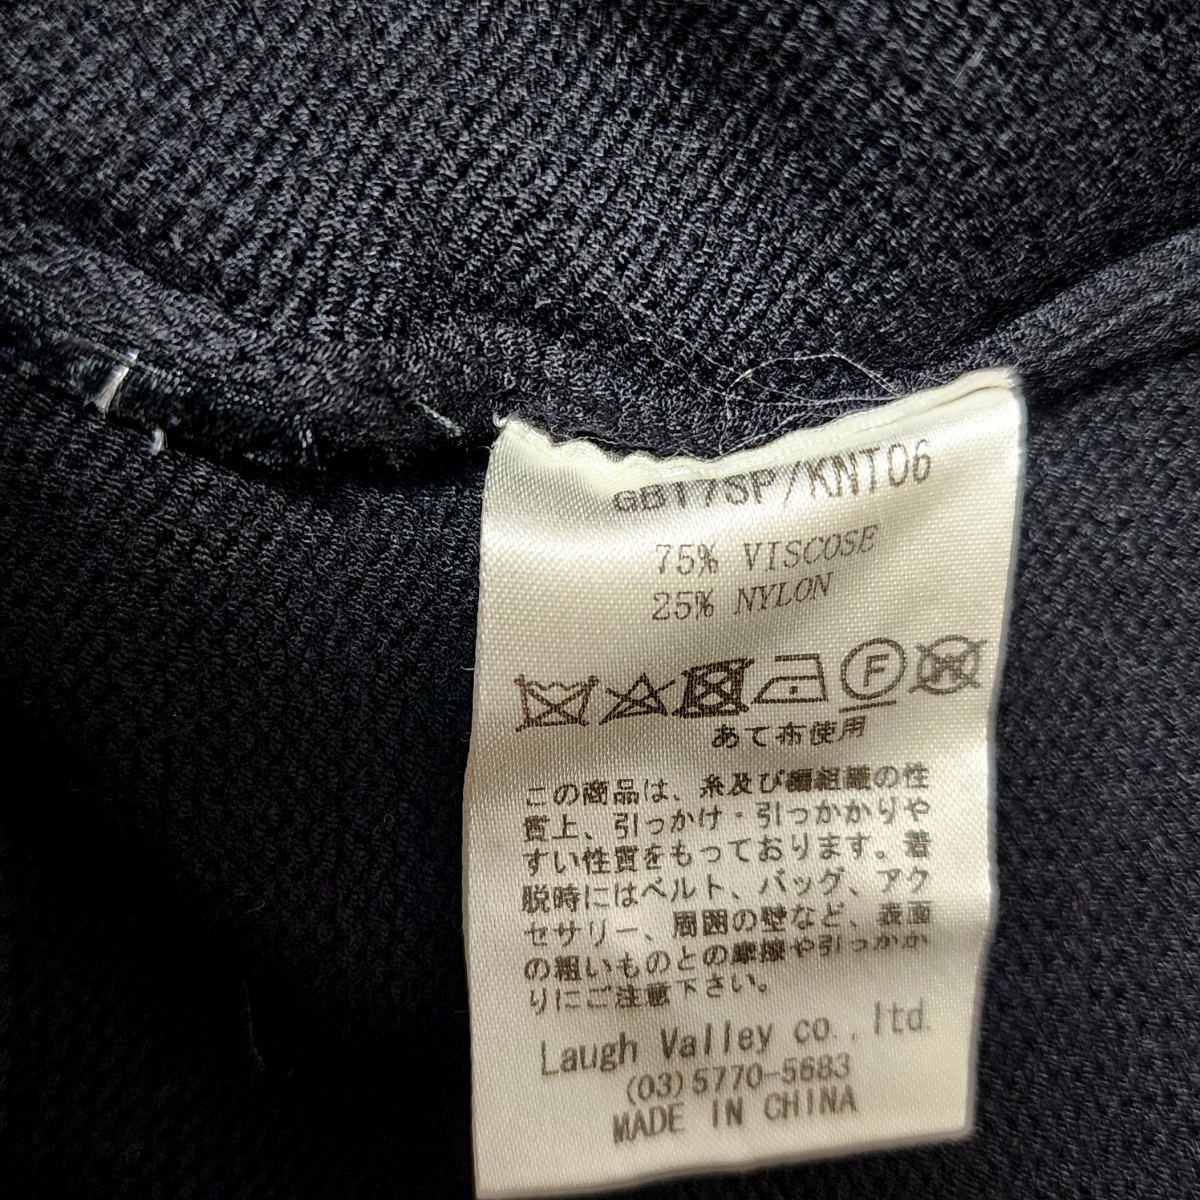 GB17SP/KNT06
75% VISCOSE
25% NYLON
F W
あて布使用
この商品は、糸及び編組織の性
質上、引っかけ・引っかかりや
すい性質をもっております。着
脱時にはベルト、バッグ、アク
セサリー、周囲の壁など、表面
の粗いものとの摩擦や引っかか
りにご注意下さい。
Laugh Valley co., ltd.
(03)5770-5683
MADE IN CHINA